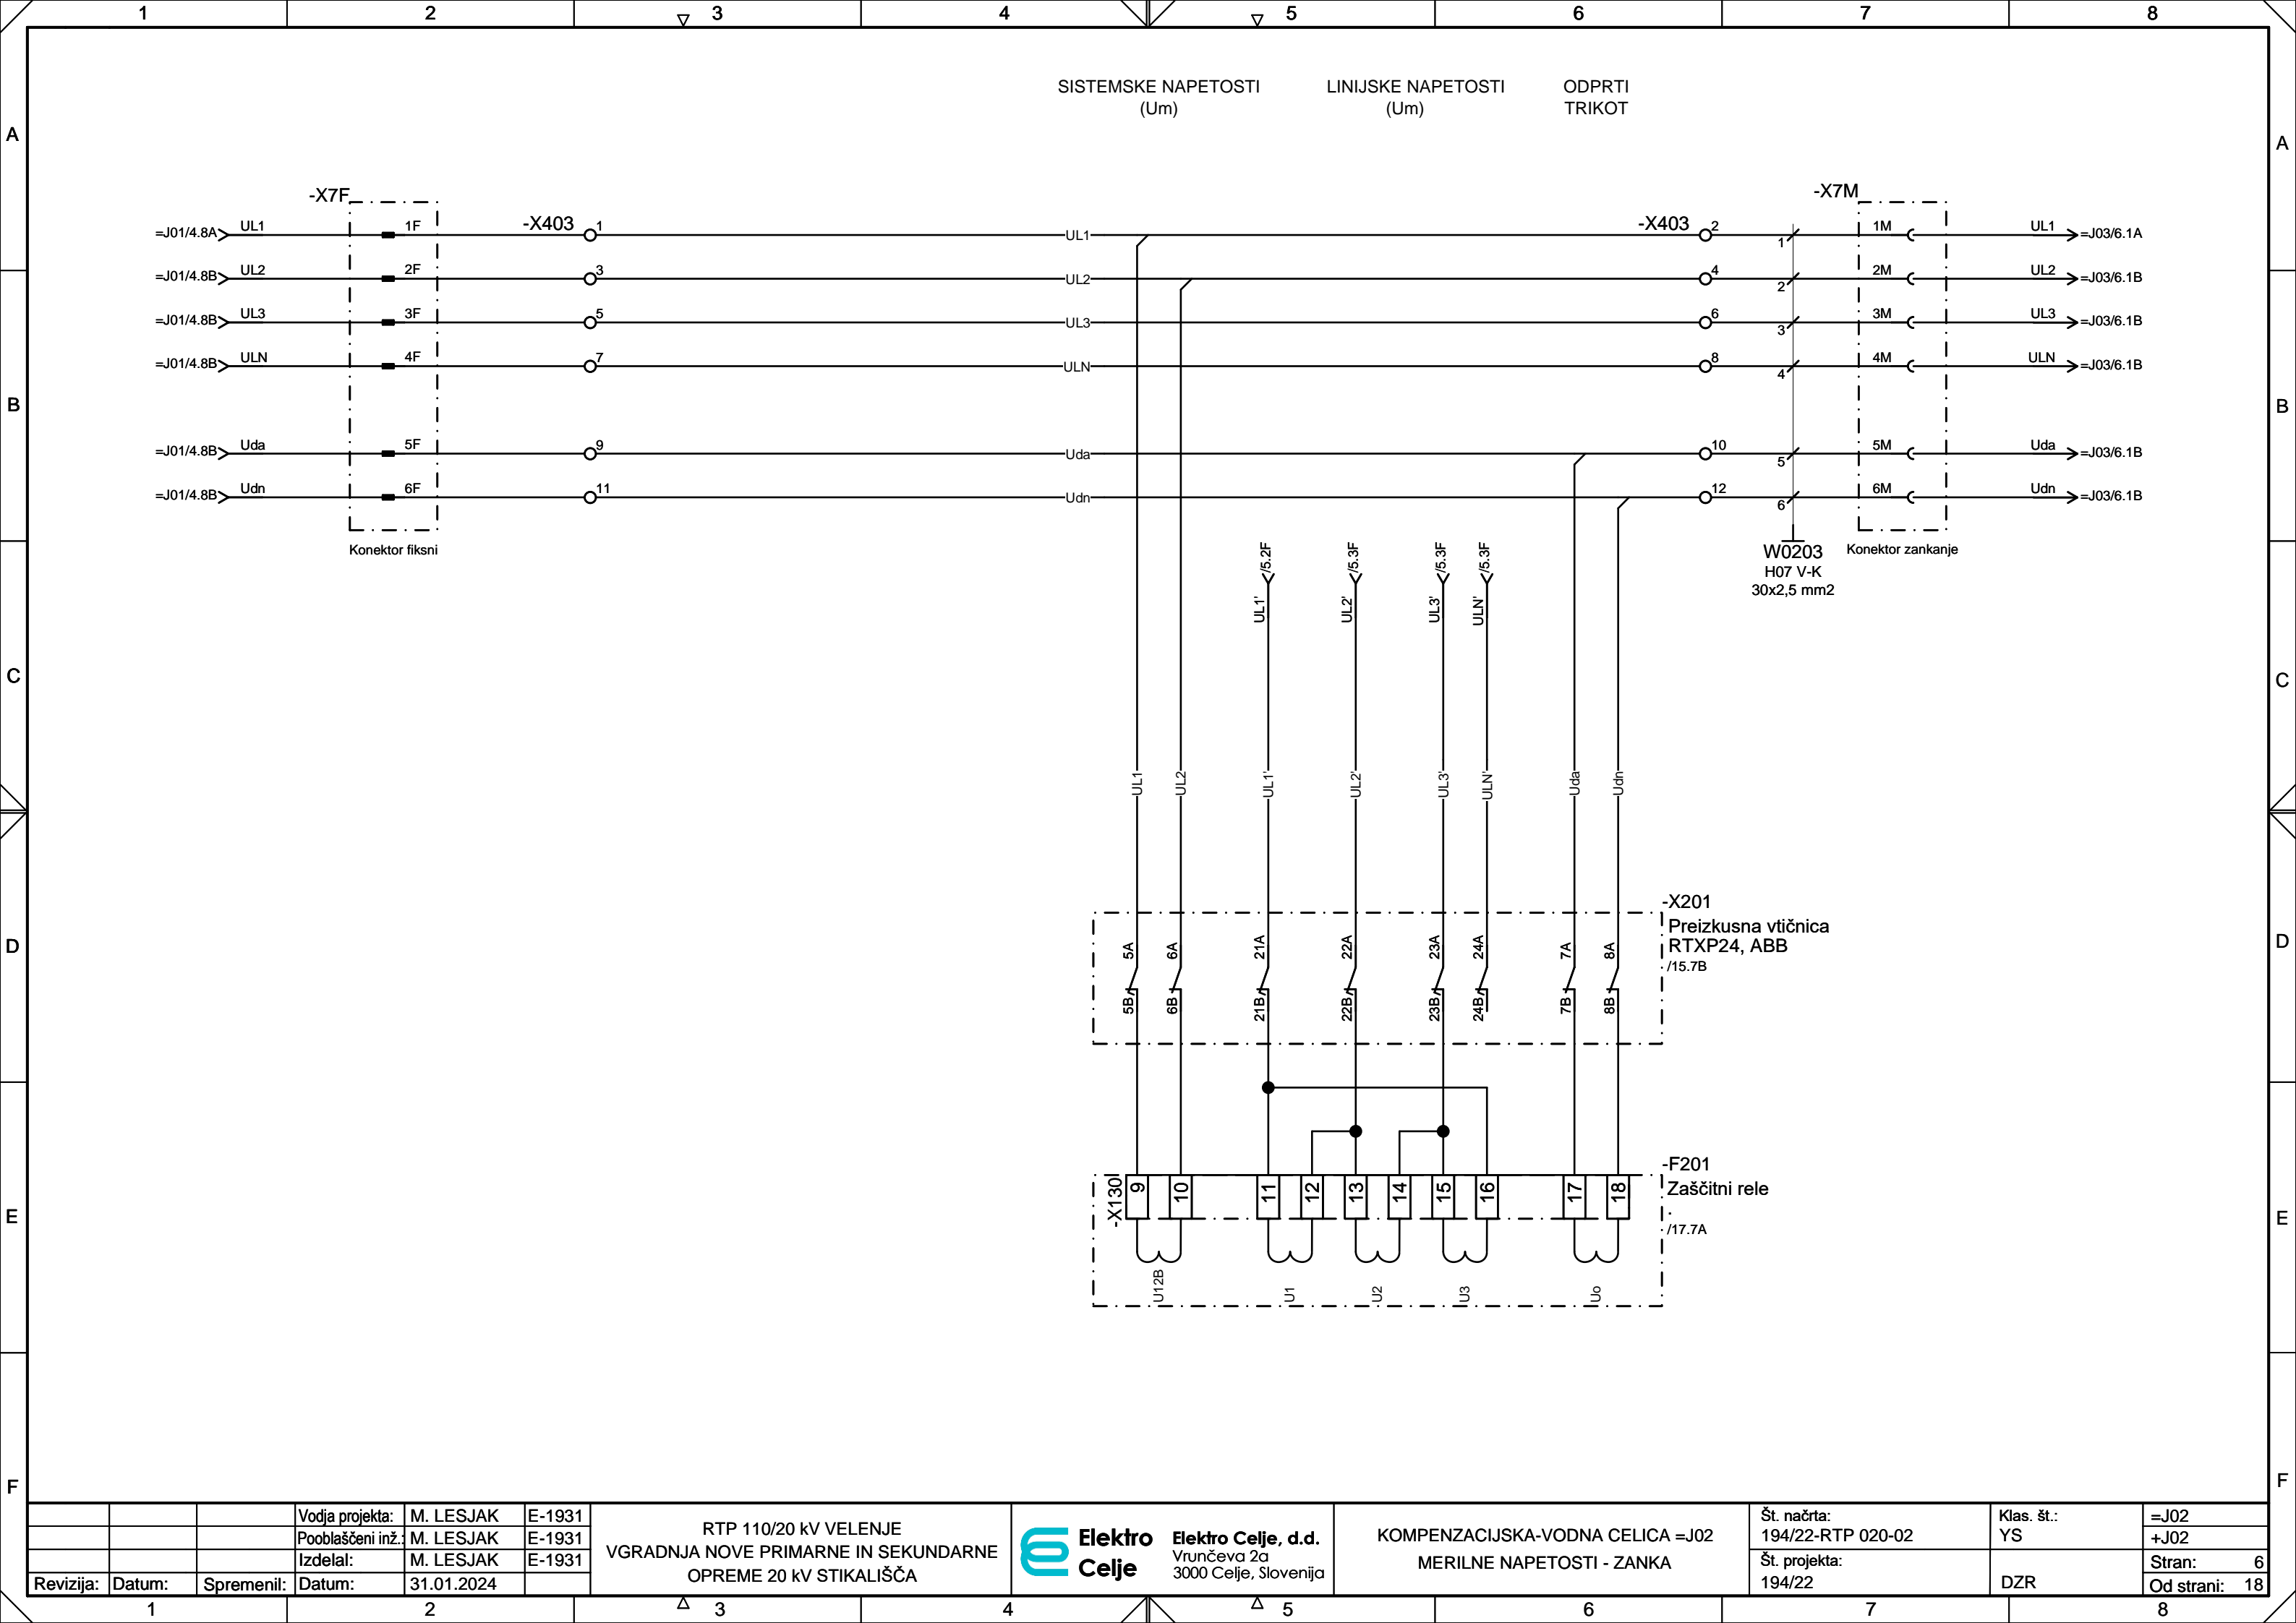 1 2 3 4 5 6 7 8
SISTEMSKE NAPETOSTI LINIJSKE NAPETOSTI ODPRTI
(Um) (Um) TRIKOT
A A
-X7F -X403 -X403 -X7M
=J01/4.8A UL1 1F 1 UL1 2 1 1M UL1 =J03/6.1A
=J01/4.8B UL2 2F 3 UL2 4 2 2M UL2 =J03/6.1B
=J01/4.8B UL3 3F 5 UL3 6 3 3M UL3 =J03/6.1B
=J01/4.8B ULN 4F 7 ULN 8 4 4M ULN =J03/6.1B
B B
=J01/4.8B Uda 5F 9 Uda 10 5 5M Uda =J03/6.1B
=J01/4.8B Udn 6F 11 Udn 12 6 6M Udn =J03/6.1B
Konektor fiksni W0203 Konektor zankanje
H07 V-K
30x2,5 mm2
/5.2F /5.3F /5.3F /5.3F
UL1' UL2' UL3' ULN'
C C
UL1 UL2 UL1' UL2' UL3' ULN' Uda Udn
-X201
Preizkusna vtičnica
RTXP24, ABB
/15.7B
D D
5A 6A 21A 22A 23A 24A 7A 8A
5B 6B 21B 22B 23B 24B 7B 8B
-F201
Zaščitni rele
.
/17.7A
E E
-X130 9 10 11 12 13 14 15 16 17 18
U12B U1 U2 U3 Uo
F F
Vodja projekta: M. LESJAK E-1931
Pooblaščeni inž.: M. LESJAK E-1931
Izdelal: M. LESJAK E-1931
Revizija: Datum: Spremenil: Datum: 31.01.2024
RTP 110/20 kV VELENJE
VGRADNJA NOVE PRIMARNE IN SEKUNDARNE
OPREME 20 kV STIKALIŠČA
Elektro
Celje
Elektro Celje, d.d.
Vrunčeva 2a
3000 Celje, Slovenija
KOMPENZACIJSKA-VODNA CELICA =J02
MERILNE NAPETOSTI - ZANKA
Št. načrta:
194/22-RTP 020-02
Št. projekta:
194/22
Klas. št.:
YS
DZR
=J02
+J02
Stran: 6
Od strani: 18
1 2 3 4 5 6 7 8